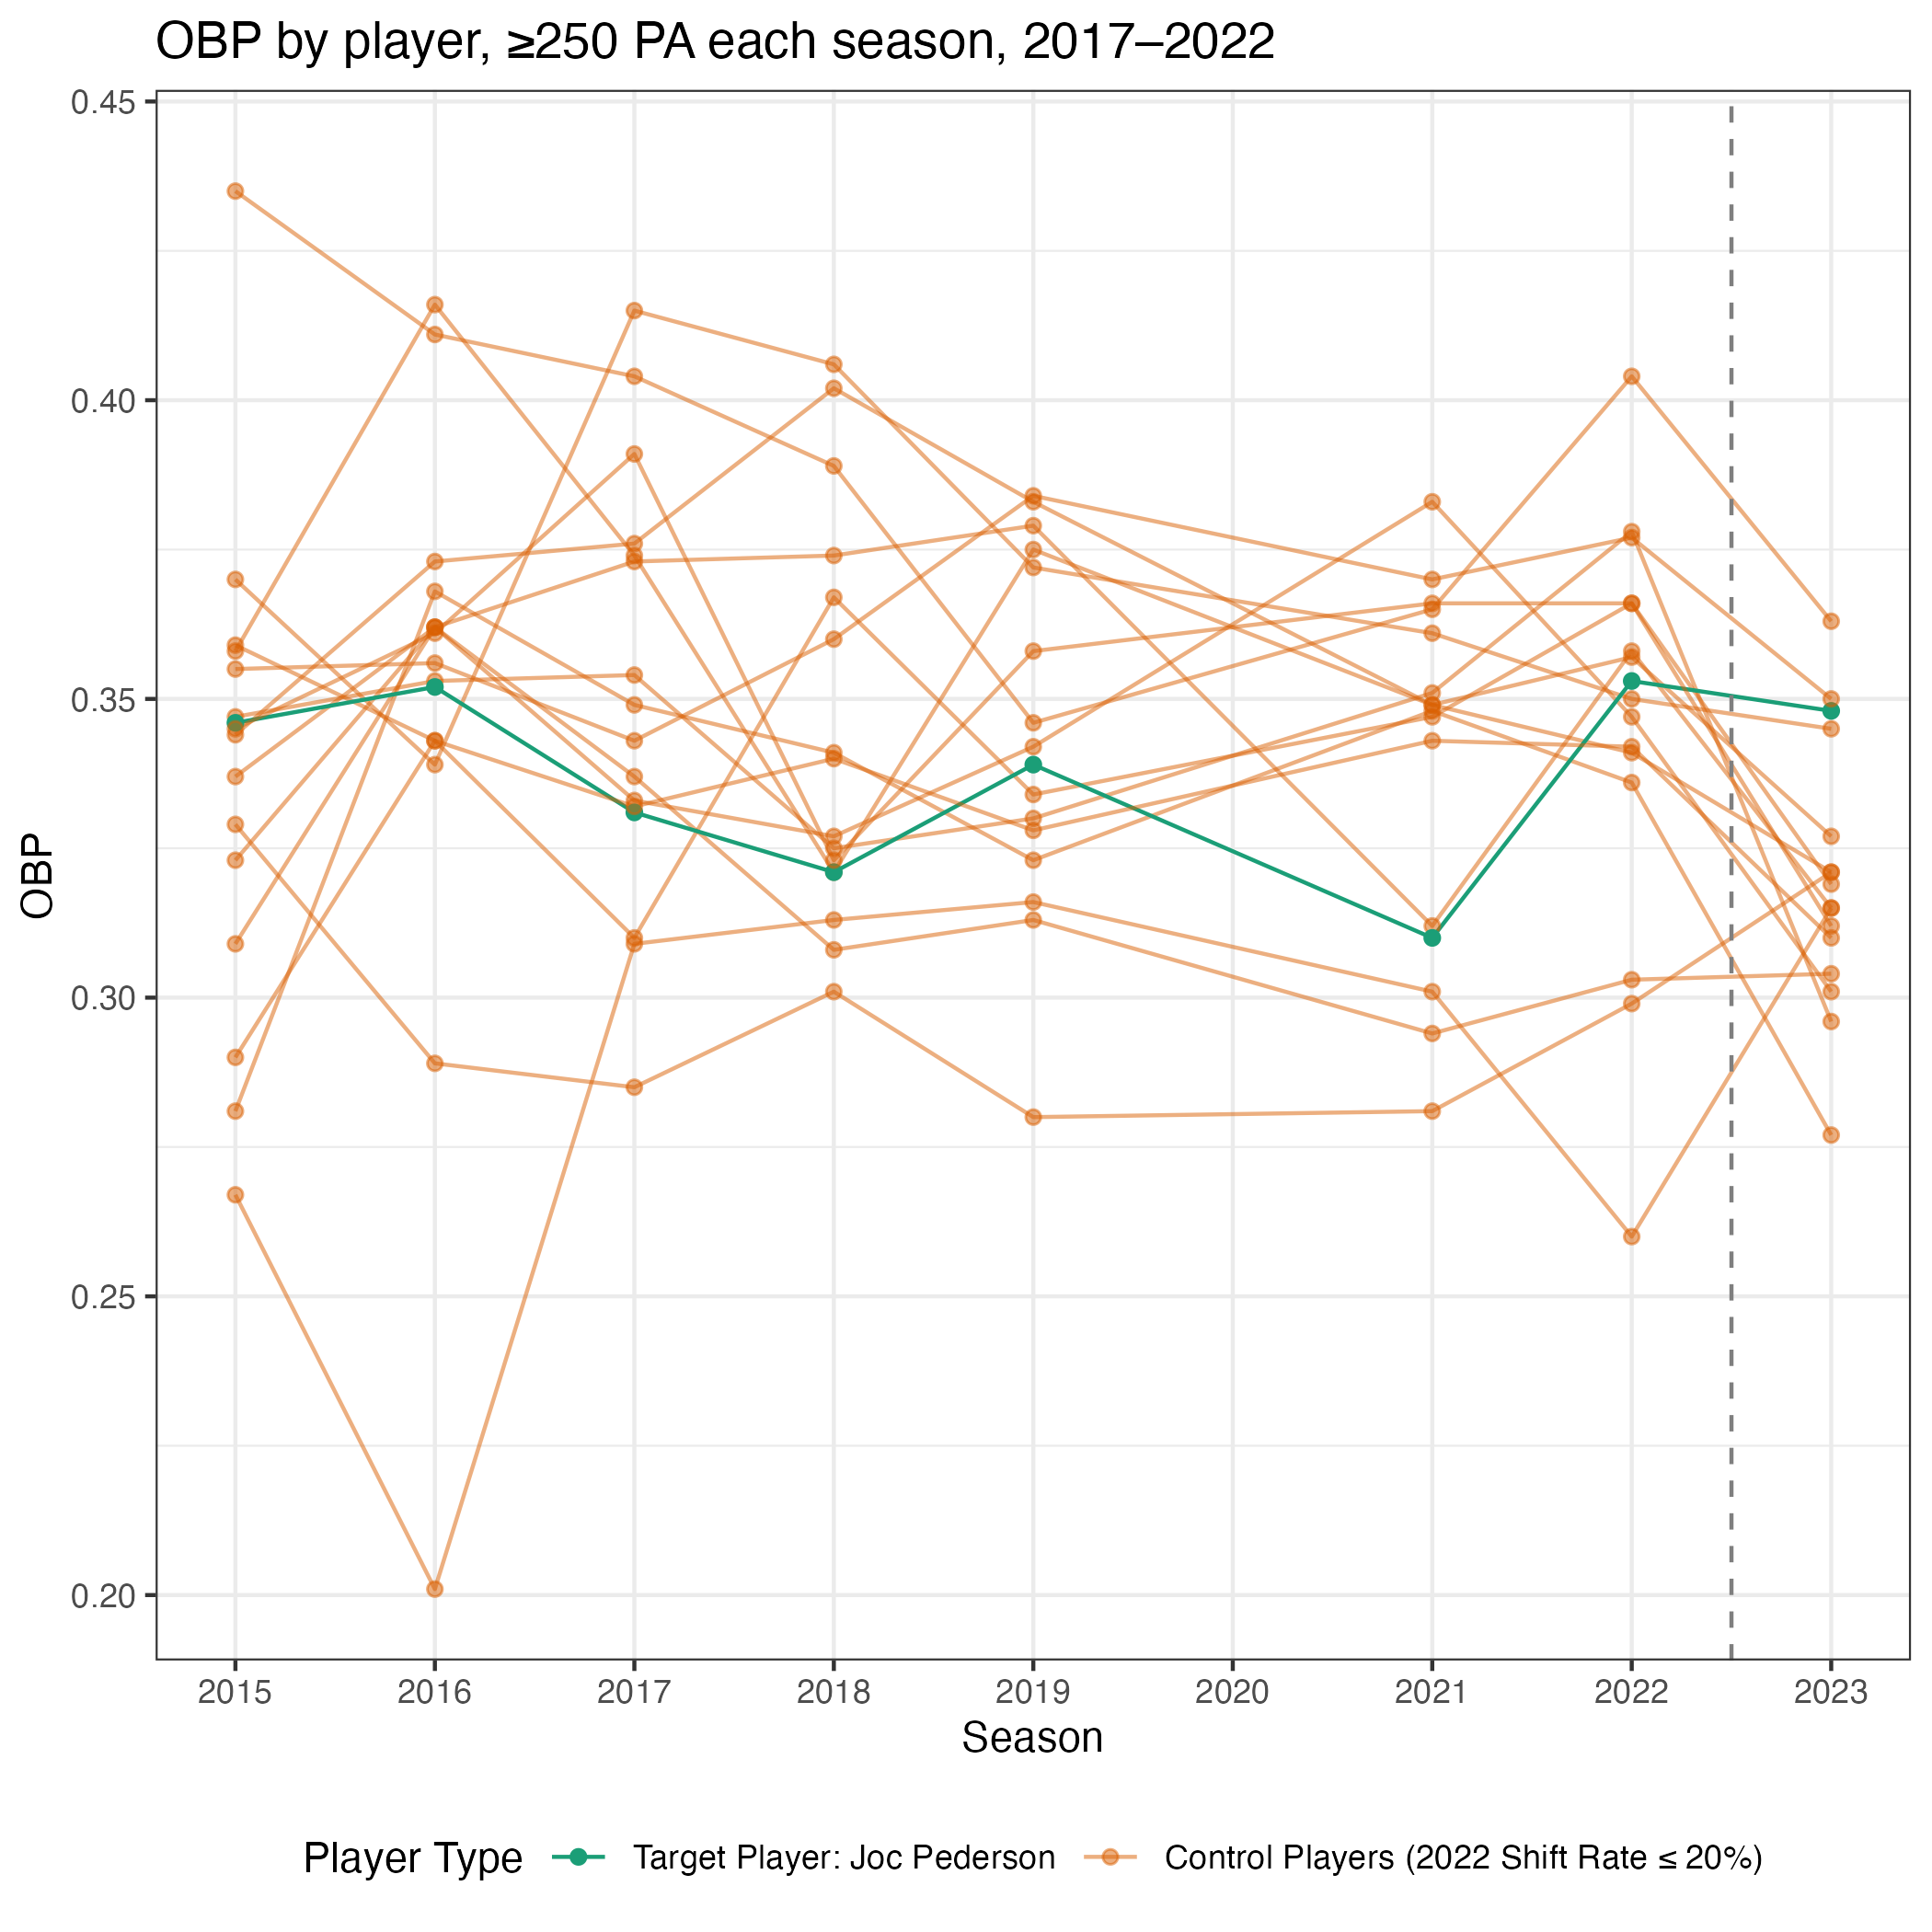 OBP by player, ≥250 PA each season, 2017–2022
0.45
0.40
0.35
0.30
0.25
0.20
OBP
2015 2016 2017 2018 2019 2020 2021 2022 2023
Season
Player Type Target Player: Joc Pederson Control Players (2022 Shift Rate ≤ 20%)